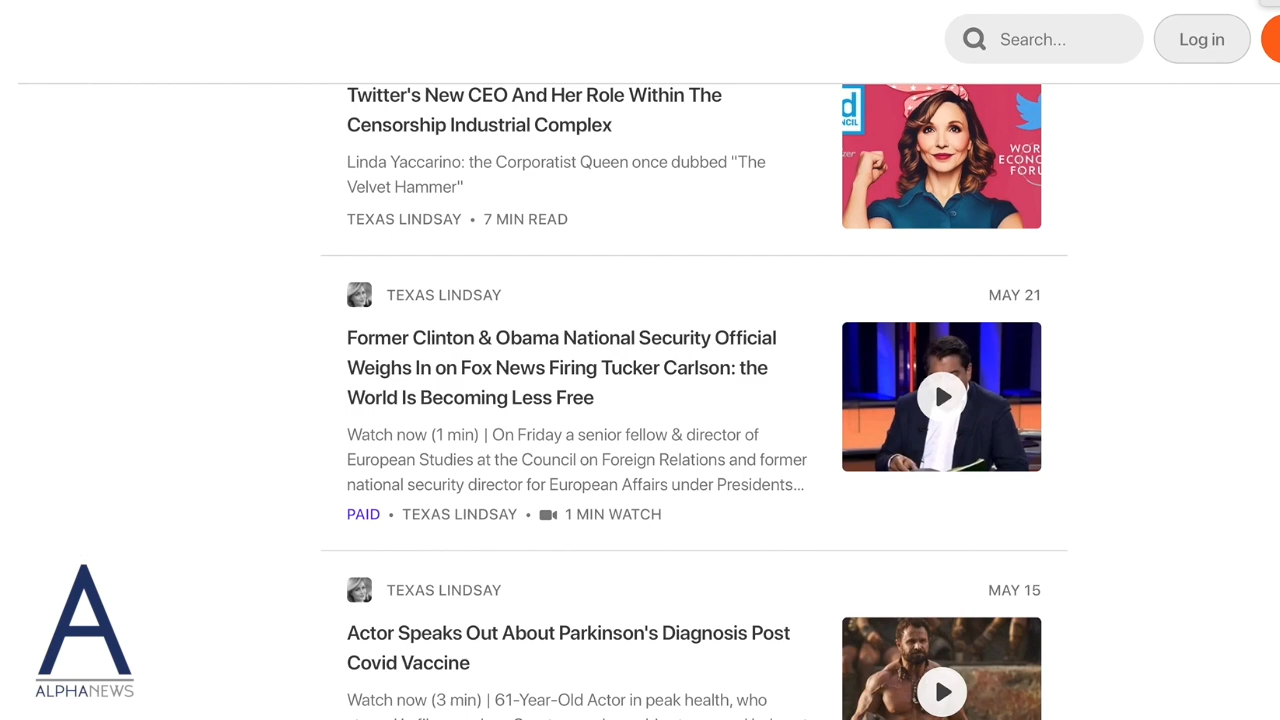 Search...
Log in
Twitter's New CEO And Her Role Within The
Censorship Industrial Complex
Linda Yaccarino: the Corporatist Queen once dubbed "The
Velvet Hammer"
TEXAS LINDSAY • 7 MIN READ
d
NCIL
zer
WOR
ECONO
FORU
TEXAS LINDSAY
MAY 21
Former Clinton & Obama National Security Official
Weighs In on Fox News Firing Tucker Carlson: the
World Is Becoming Less Free
Watch now (1 min) | On Friday a senior fellow & director of
European Studies at the Council on Foreign Relations and former
national security director for European Affairs under Presidents...
PAID • TEXAS LINDSAY • 1 MIN WATCH
TEXAS LINDSAY
MAY 15
Actor Speaks Out About Parkinson's Diagnosis Post
Covid Vaccine
Watch now (3 min) | 61-Year-Old Actor in peak health, who
A
ALPHANEWS